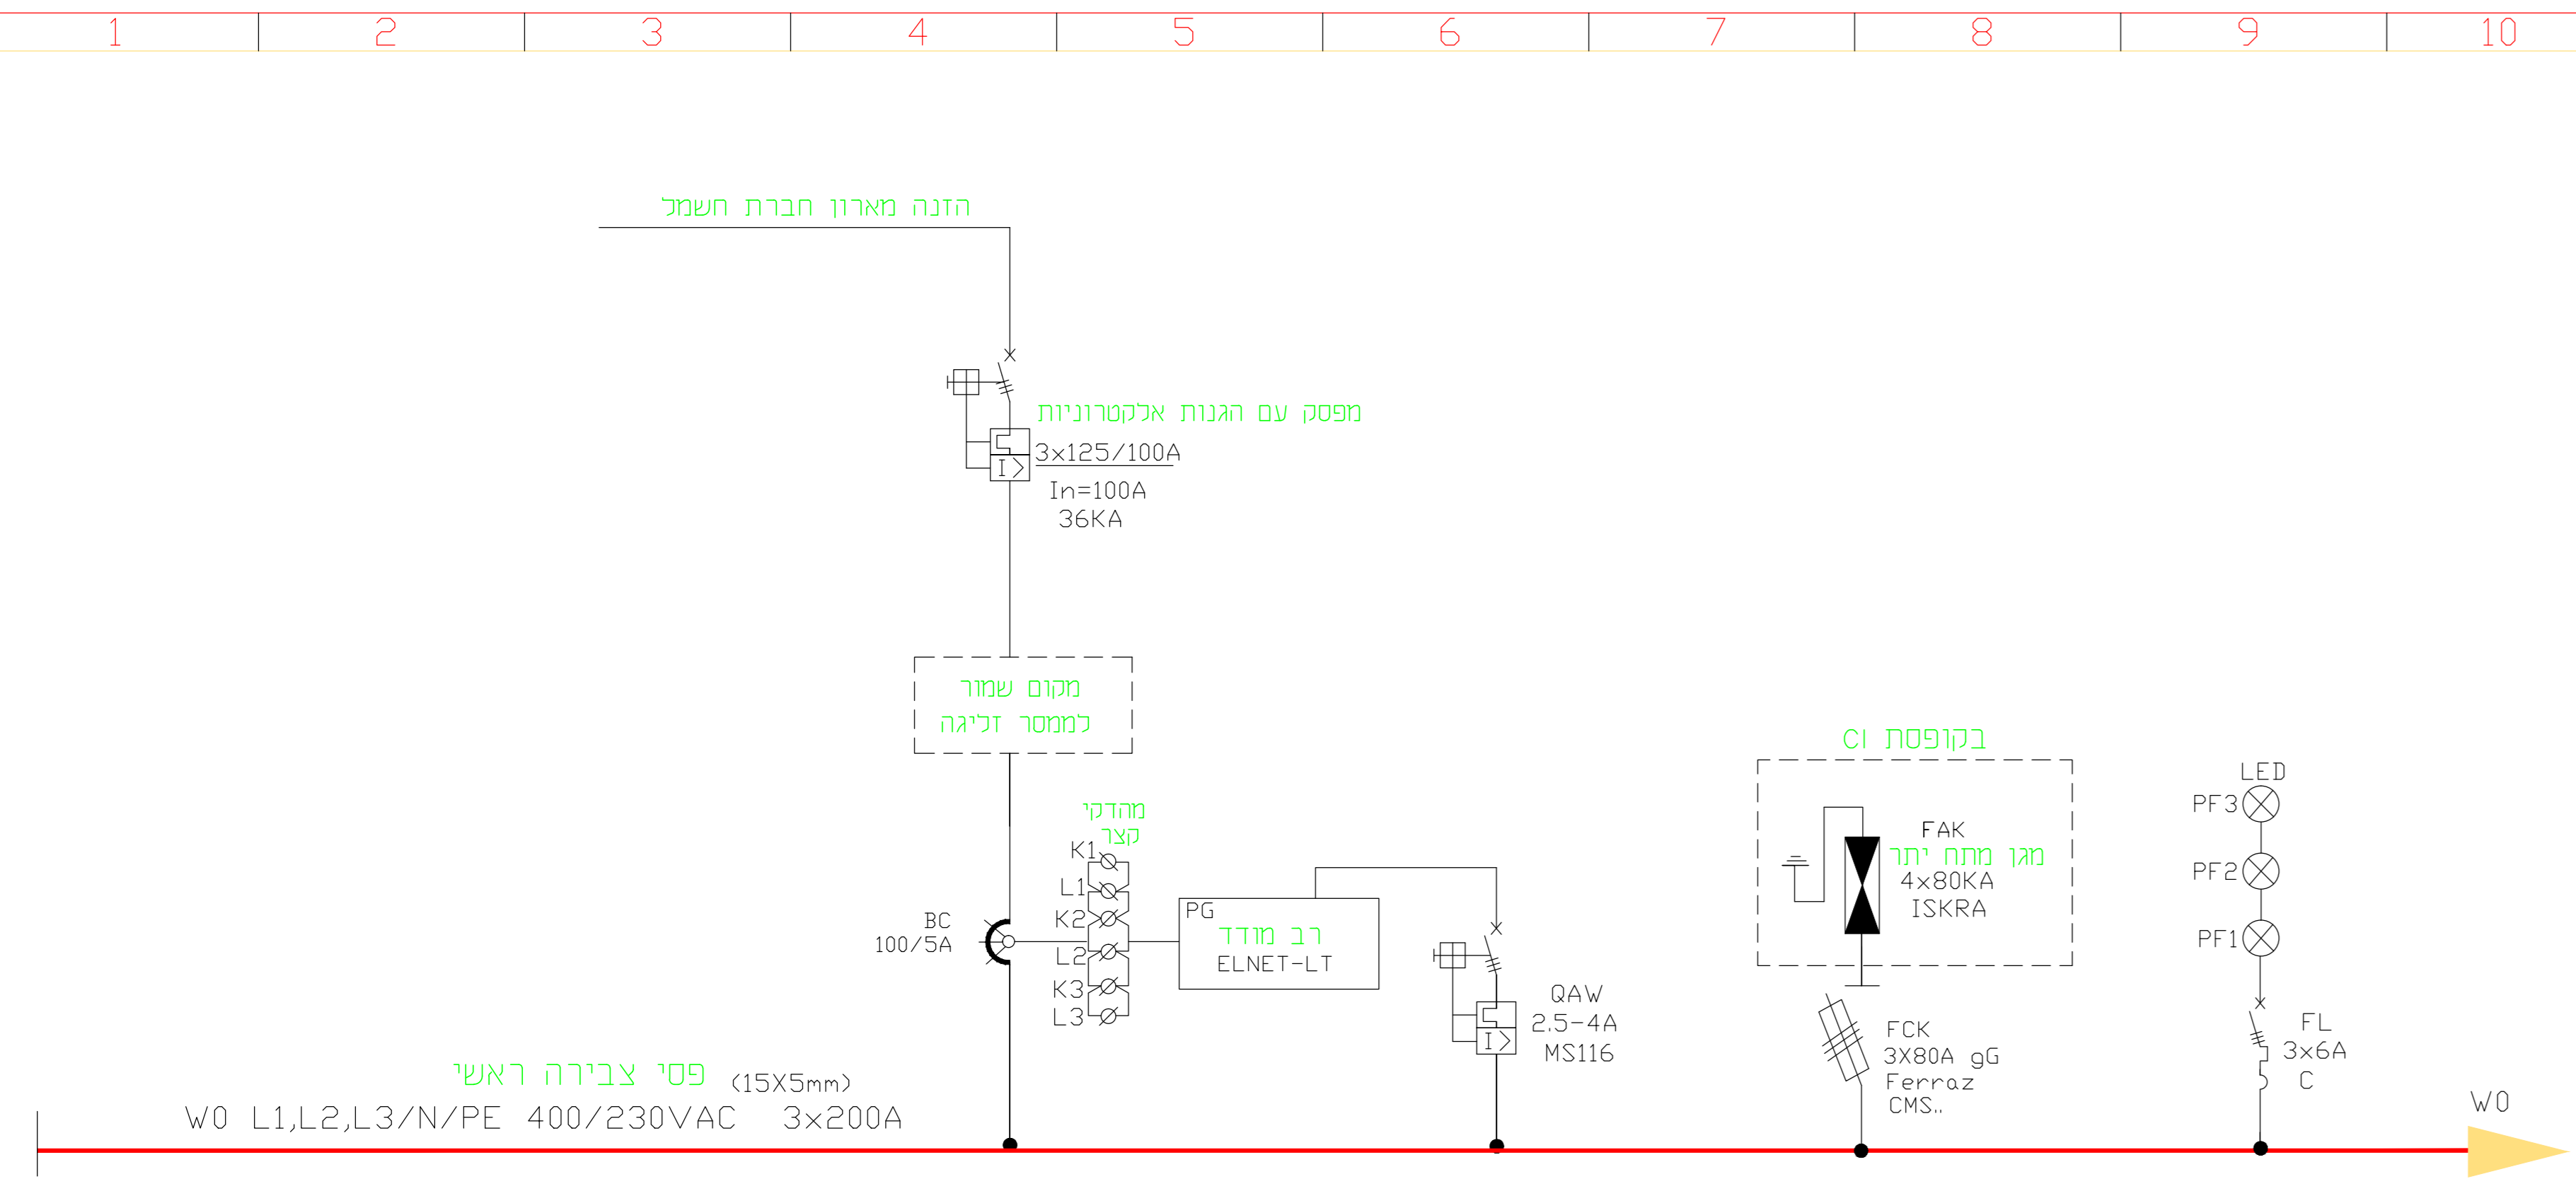 1 2 3 4 5 6 7 8 9 10
הזנה מארון חברת חשמל
מפסק עם הגנות אלקטרוניות
3x125/100A
In=100A
36KA
I>
מקום שמור
לממסר זליגה
BC
100/5A
מהדקי
קצר
K1
L1
K2
L2
K3
L3
PG
רב מודד
ELNET-LT
QAW
2.5-4A
MS116
I>
בקופסת CI
FAK
מגן מתח יתר
4x80KA
ISKRA
FCK
3X80A gG
Ferraz
CMS..
LED
PF3
PF2
PF1
FL
3x6A
C
פסי צבירה ראשי (15X5mm)
W0 L1,L2,L3/N/PE 400/230VAC 3x200A
W0